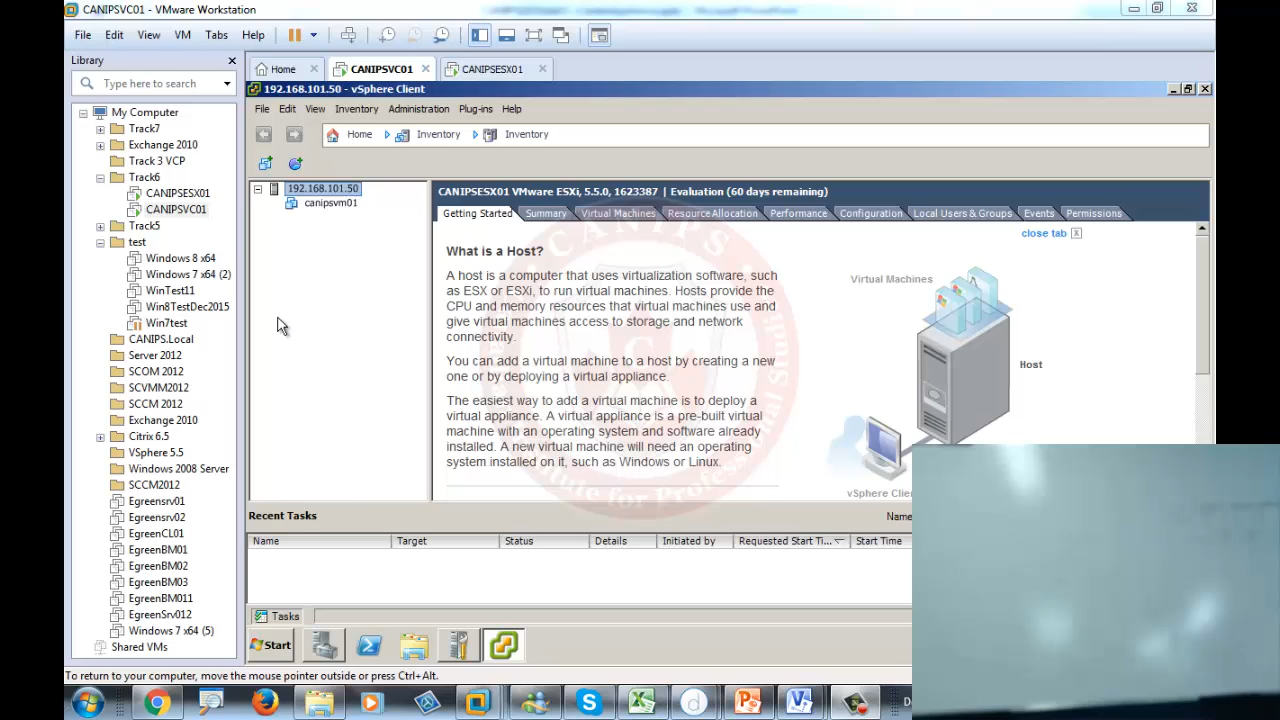 CANIPSVC01 - VMware Workstation
File Edit View VM Tabs Help
Library
Type here to search
My Computer
Track7
Exchange 2010
Track 3 VCP
Track6
CANIPSESX01
CANIPSVC01
Track5
test
Windows 8 x64
Windows 7 x64 (2)
WinTest11
Win8TestDec2015
Win7test
CANIPS.Local
Server 2012
SCOM 2012
SCVMM2012
SCCM 2012
Exchange 2010
Citrix 6.5
VSphere 5.5
Windows 2008 Server
SCCM2012
Egreensrv01
Egreensrv02
EgreenCL01
EgreenBM01
EgreenBM02
EgreenBM03
EgreenBM011
EgreenSrv012
Windows 7 x64 (5)
Shared VMs
Home CANIPSVC01 CANIPSESX01
192.168.101.50 - vSphere Client
File Edit View Inventory Administration Plug-ins Help
Home Inventory Inventory
192.168.101.50
canipsvm01
CANIPSESX01 VMware ESXi, 5.5.0, 1623387 | Evaluation (60 days remaining)
Getting Started Summary Virtual Machines Resource Allocation Performance Configuration Local Users & Groups Events Permissions
close tab X
What is a Host?
A host is a computer that uses virtualization software, such
as ESX or ESXi, to run virtual machines. Hosts provide the
CPU and memory resources that virtual machines use and
give virtual machines access to storage and network
connectivity.
You can add a virtual machine to a host by creating a new
one or by deploying a virtual appliance.
The easiest way to add a virtual machine is to deploy a
virtual appliance. A virtual appliance is a pre-built virtual
machine with an operating system and software already
installed. A new virtual machine will need an operating
system installed on it, such as Windows or Linux.
Virtual Machines
Host
vSphere Clie
CANIPS
Recent Tasks
Name
Name Target Status Details Initiated by Requested Start Ti... Start Time
Tasks
Start
To return to your computer, move the mouse pointer outside or press Ctrl+Alt.